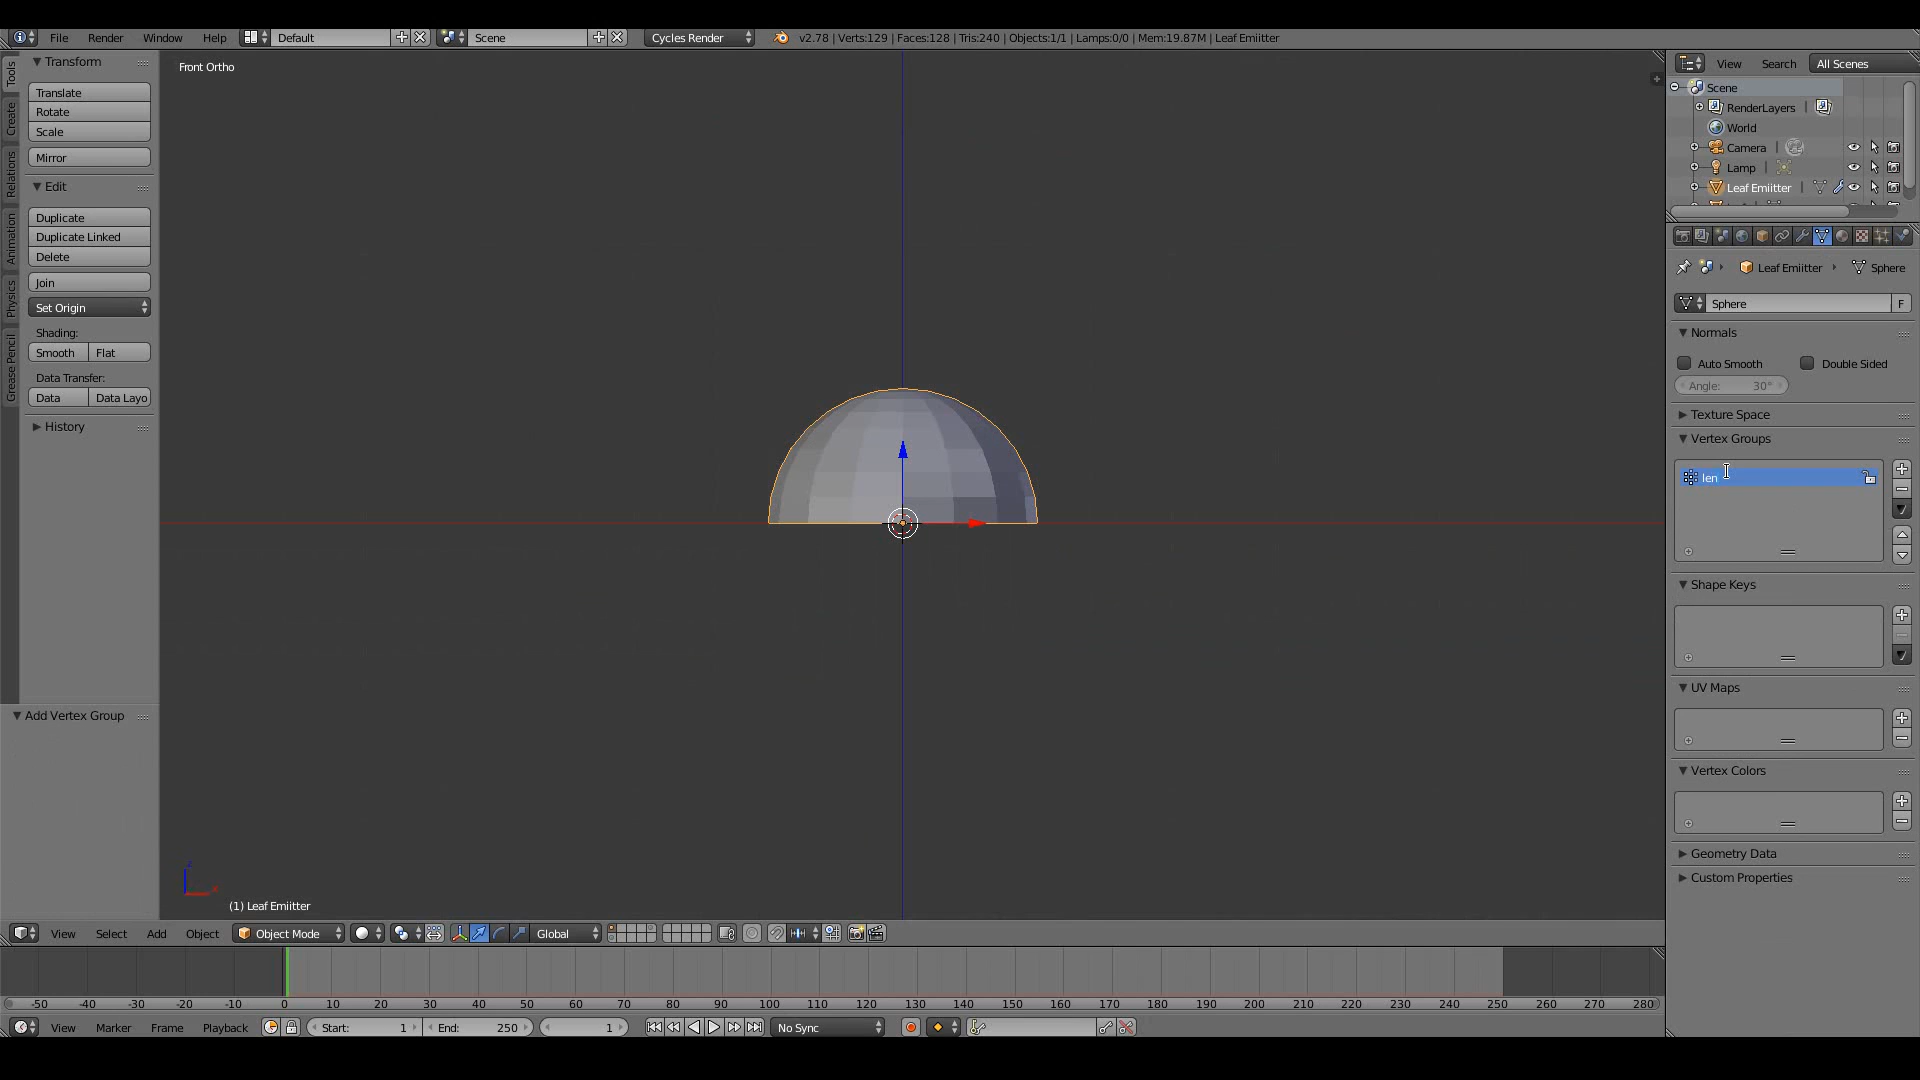 File Render Window Help Default Scene Cycles Render v2.78 | Verts:129 | Faces:128 | Tris:240 | Objects:1/1 | Lamps:0/0 | Mem:19.87M | Leaf Emiitter
Tools
Create
Relations
Animation
Physics
Grease Pencil
Transform
Translate
Rotate
Scale
Mirror
Edit
Duplicate
Duplicate Linked
Delete
Join
Set Origin
Shading:
Smooth Flat
Data Transfer:
Data Data Layo
History
Add Vertex Group
Front Ortho
z
x
(1) Leaf Emiitter
View Search All Scenes
Scene
RenderLayers |
World
Camera |
Lamp |
Leaf Emiitter |
Leaf Emiitter Sphere
Sphere F
Normals
Auto Smooth Double Sided
Angle: 30°
Texture Space
Vertex Groups
len
Shape Keys
UV Maps
Vertex Colors
Geometry Data
Custom Properties
View Select Add Object Object Mode Global
-50 -40 -30 -20 -10 0 10 20 30 40 50 60 70 80 90 100 110 120 130 140 150 160 170 180 190 200 210 220 230 240 250 260 270 280
View Marker Frame Playback Start: 1 End: 250 1 No Sync